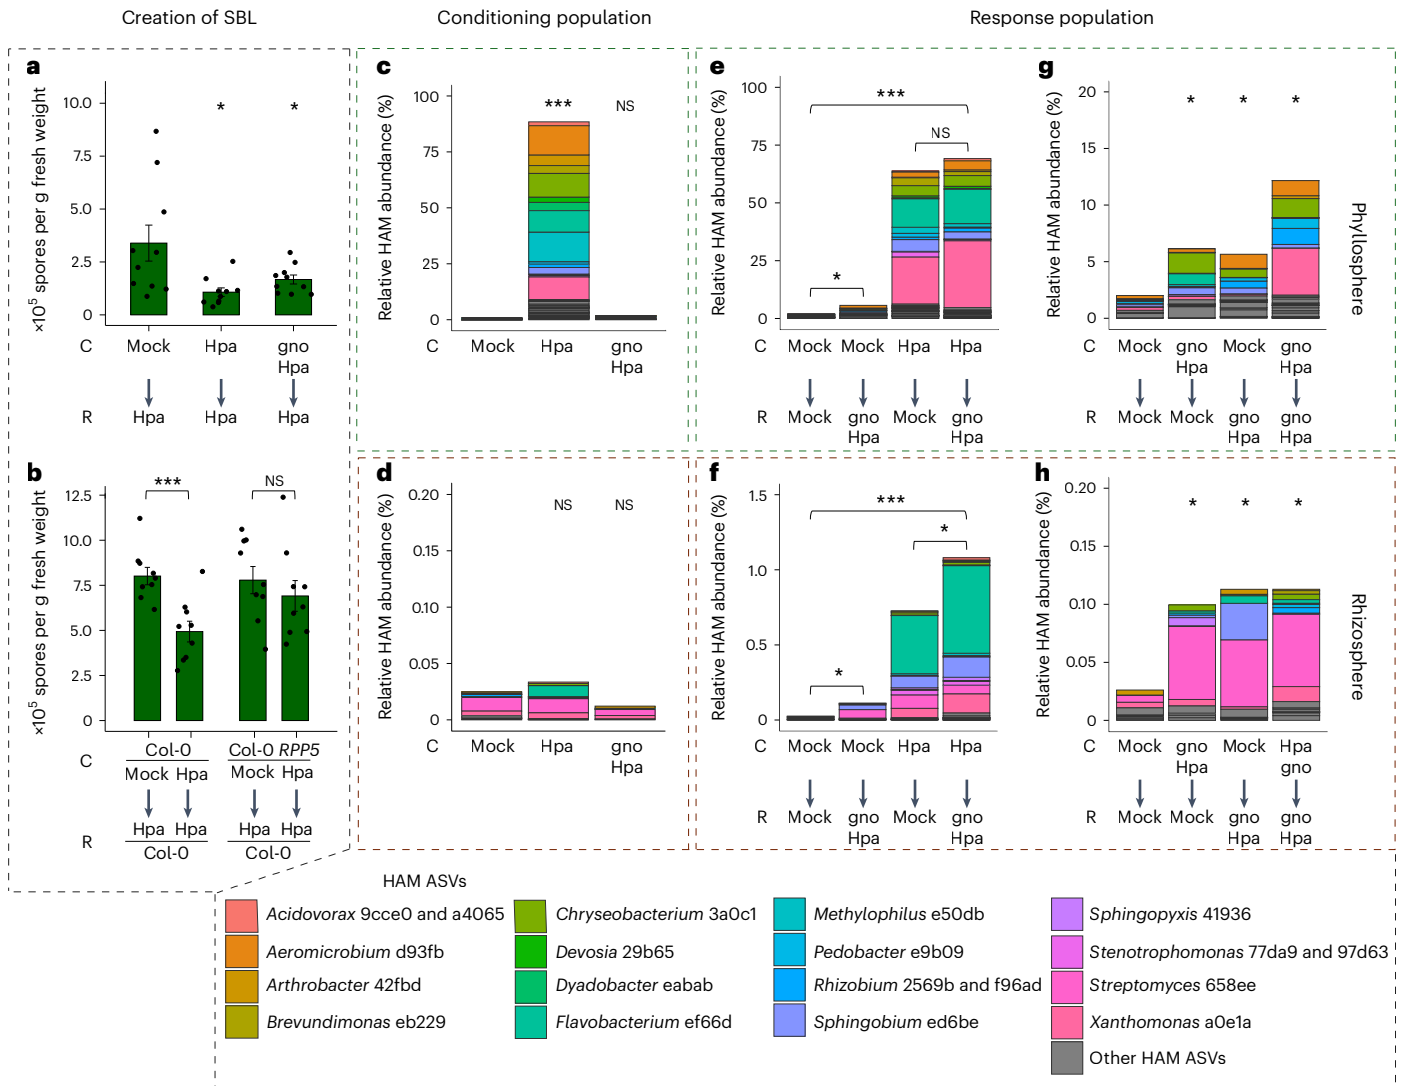 Creation of SBL
Conditioning population
Response population
a
×10⁵ spores per g fresh weight
10.0
7.5
5.0
2.5
0
*
*
C
Mock
Hpa
gno
Hpa
R
Hpa
Hpa
Hpa
b
×10⁵ spores per g fresh weight
12.5
10.0
7.5
5.0
2.5
0
***
NS
C
Col-0
Col-0 RPP5
Mock Hpa
Mock Hpa
R
Hpa Hpa
Hpa Hpa
Col-0
Col-0
c
Relative HAM abundance (%)
100
75
50
25
0
***
NS
Mock
Hpa
gno
Hpa
C
d
Relative HAM abundance (%)
0.20
0.15
0.10
0.05
0
NS
NS
C
Mock
Hpa
gno
Hpa
e
Relative HAM abundance (%)
100
75
50
25
0
***
NS
*
C
Mock Mock Hpa Hpa
R
Mock
gno
Hpa
Mock
gno
Hpa
g
Relative HAM abundance (%)
20
15
10
5
0
*
*
*
C
Mock
gno
Hpa
Mock
gno
Hpa
R
Mock Mock
gno
Hpa
gno
Hpa
Phyllosphere
f
Relative HAM abundance (%)
1.5
1.0
0.5
0
***
*
*
C
Mock Mock Hpa Hpa
R
Mock
gno
Hpa
Mock
gno
Hpa
h
Relative HAM abundance (%)
0.20
0.15
0.10
0.05
0
*
*
*
C
Mock
gno
Hpa
Mock
Hpa
gno
R
Mock Mock
gno
Hpa
gno
Hpa
Rhizosphere
HAM ASVs
Acidovorax 9cce0 and a4065
Aeromicrobium d93fb
Arthrobacter 42fbd
Brevundimonas eb229
Chryseobacterium 3a0c1
Devosia 29b65
Dyadobacter eabab
Flavobacterium ef66d
Methylophilus e50db
Pedobacter e9b09
Rhizobium 2569b and f96ad
Sphingobium ed6be
Sphingopyxis 41936
Stenotrophomonas 77da9 and 97d63
Streptomyces 658ee
Xanthomonas a0e1a
Other HAM ASVs